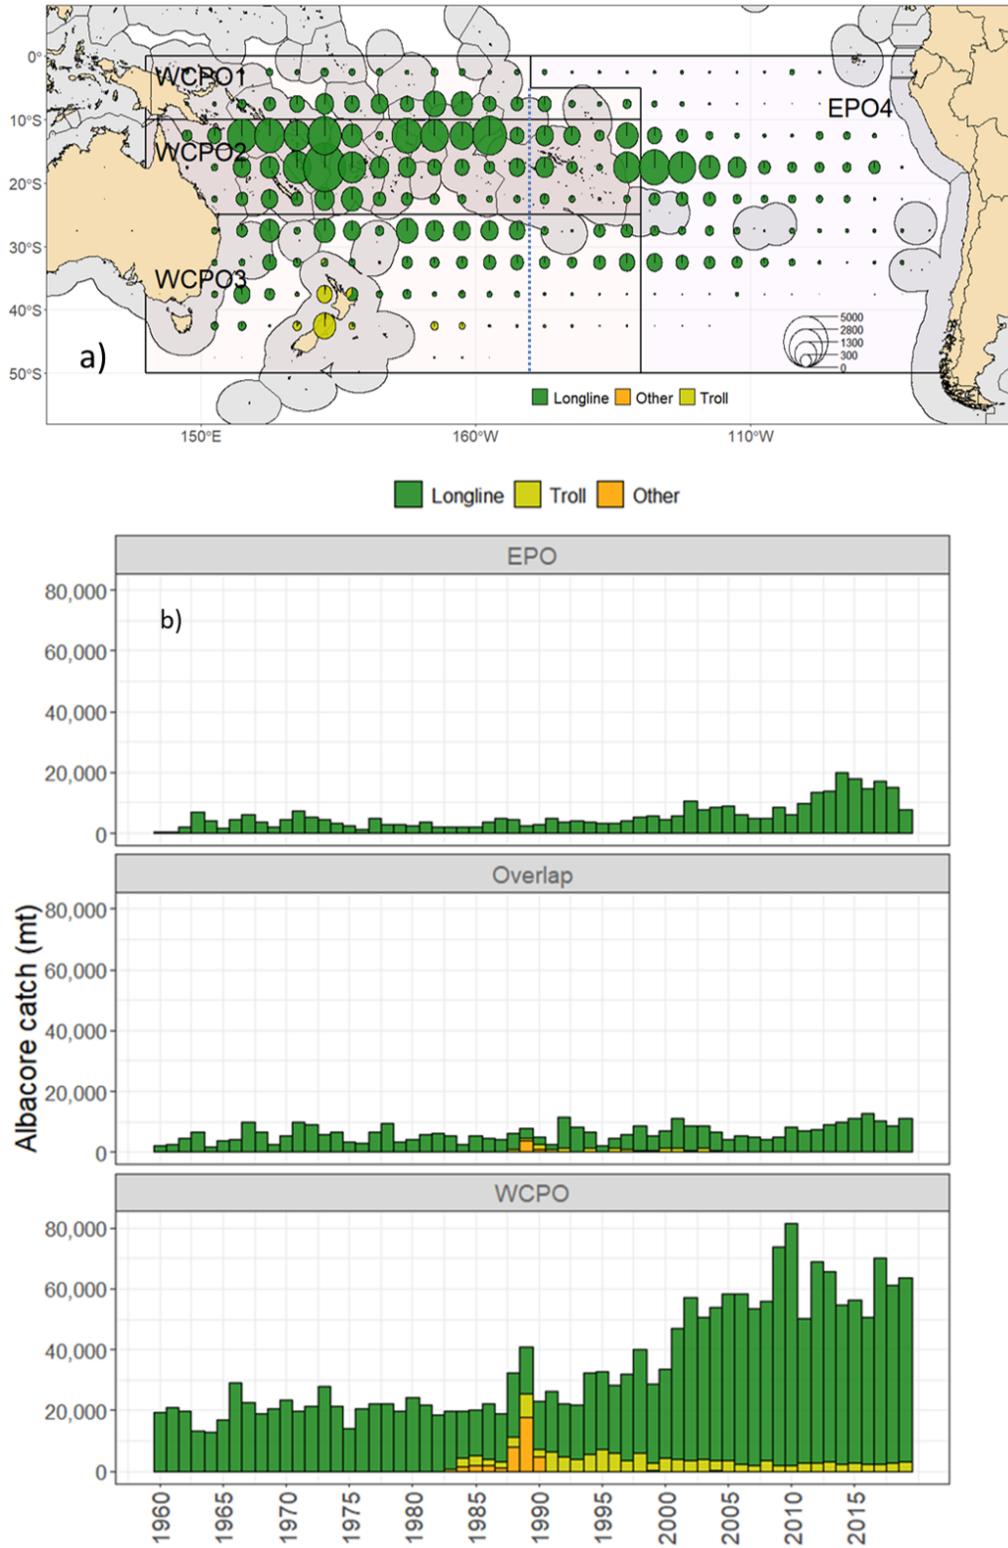 0°
WCPO1
EPO4
10°S
WCPO2
20°S
30°S
WCPO3
40°S
5000
2800
1300
300
0
a)
50°S
Longline Other Troll
150°E 160°W 110°W
Longline Troll Other
EPO
80,000
b)
60,000
40,000
20,000
0
Overlap
80,000
60,000
40,000
20,000
0
Albacore catch (mt)
WCPO
80,000
60,000
40,000
20,000
0
1960 1965 1970 1975 1980 1985 1990 1995 2000 2005 2010 2015